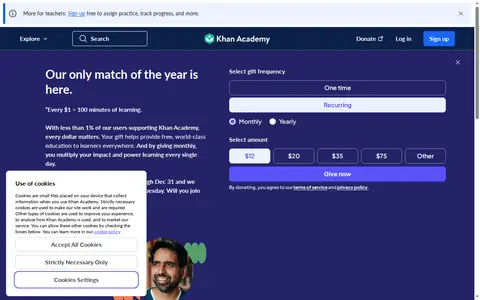 More for teachers: Sign up free to assign practice, track progress, and more.
Explore
Search
Khan Academy
Donate
Log in
Sign up
Our only match of the year is
here.
*Every $1 = 100 minutes of learning.
With less than 1% of our users supporting Khan Academy,
every dollar matters. Your gift helps provide free, world-class
education to learners everywhere. And by giving monthly,
you multiply your impact and power learning every single
day.
gh Dec 31 and we
uesday. Will you join
Select gift frequency
One time
Recurring
Monthly
Yearly
Select amount
$12
$20
$35
$75
Other
Give now
By donating, you agree to our terms of service and privacy policy.
Use of cookies
Cookies are small files placed on your device that collect
information when you use Khan Academy. Strictly necessary
cookies are used to make our site work and are required.
Other types of cookies are used to improve your experience,
to analyze how Khan Academy is used, and to market our
service. You can allow these other cookies by checking the
boxes below. You can learn more in our cookie policy
Accept All Cookies
Strictly Necessary Only
Cookies Settings